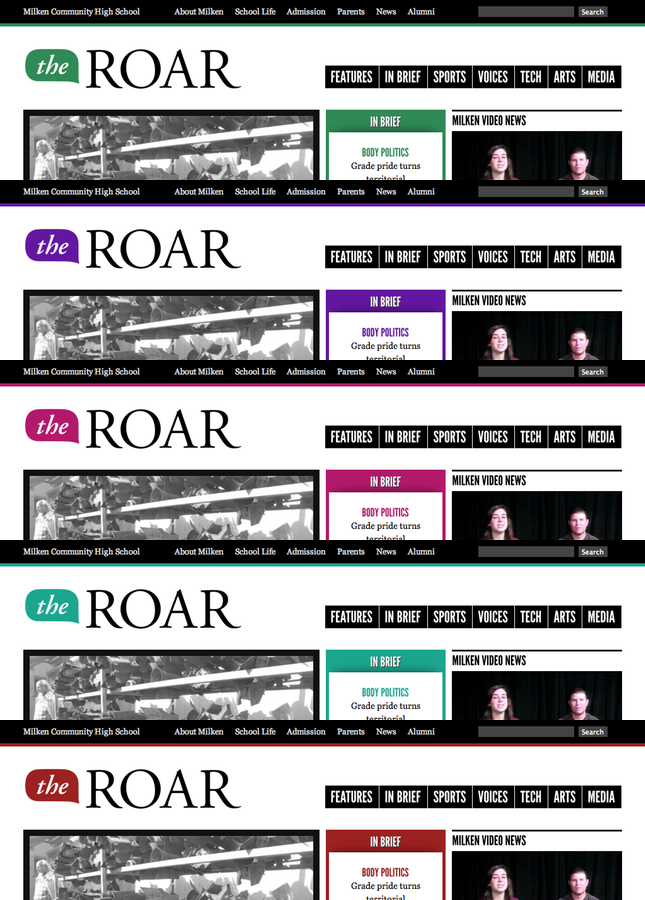 Milken Community High School About Milken School Life Admission Parents News Alumni Search
the ROAR
FEATURES IN BRIEF SPORTS VOICES TECH ARTS MEDIA
IN BRIEF MILKEN VIDEO NEWS
BODY POLITICS
Grade pride turns
territorial
Milken Community High School About Milken School Life Admission Parents News Alumni Search
the ROAR
FEATURES IN BRIEF SPORTS VOICES TECH ARTS MEDIA
IN BRIEF MILKEN VIDEO NEWS
BODY POLITICS
Grade pride turns
territorial
Milken Community High School About Milken School Life Admission Parents News Alumni Search
the ROAR
FEATURES IN BRIEF SPORTS VOICES TECH ARTS MEDIA
IN BRIEF MILKEN VIDEO NEWS
BODY POLITICS
Grade pride turns
territorial
Milken Community High School About Milken School Life Admission Parents News Alumni Search
the ROAR
FEATURES IN BRIEF SPORTS VOICES TECH ARTS MEDIA
IN BRIEF MILKEN VIDEO NEWS
BODY POLITICS
Grade pride turns
territorial
Milken Community High School About Milken School Life Admission Parents News Alumni Search
the ROAR
FEATURES IN BRIEF SPORTS VOICES TECH ARTS MEDIA
IN BRIEF MILKEN VIDEO NEWS
BODY POLITICS
Grade pride turns
territorial